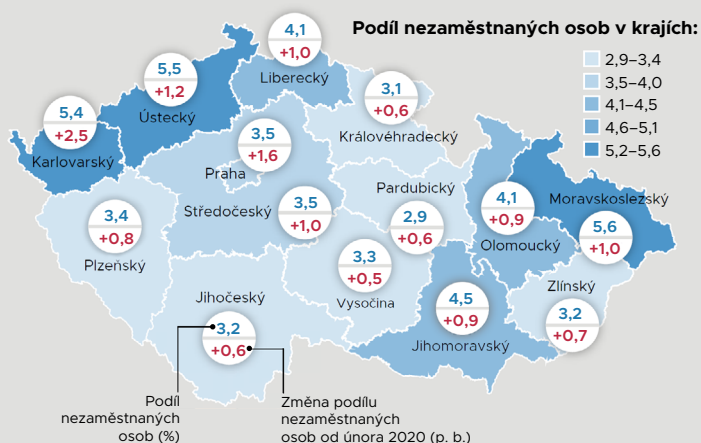 Podíl nezaměstnaných osob v krajích:
2,9–3,4
3,5–4,0
4,1–4,5
4,6–5,1
5,2–5,6
4,1
+1,0
Liberecký
5,5
+1,2
Ústecký
5,4
+2,5
Karlovarský
3,1
+0,6
Královéhradecký
3,5
+1,6
Praha
3,5
+1,0
Středočeský
Pardubický
2,9
+0,6
4,1
+0,9
Olomoucký
Moravskoslezský
5,6
+1,0
3,4
+0,8
Plzeňský
3,3
+0,5
Vysočina
Jihočeský
3,2
+0,6
4,5
+0,9
Jihomoravský
Zlínský
3,2
+0,7
Podíl
nezaměstnaných
osob (%)
Změna podílu
nezaměstnaných
osob od února 2020 (p. b.)